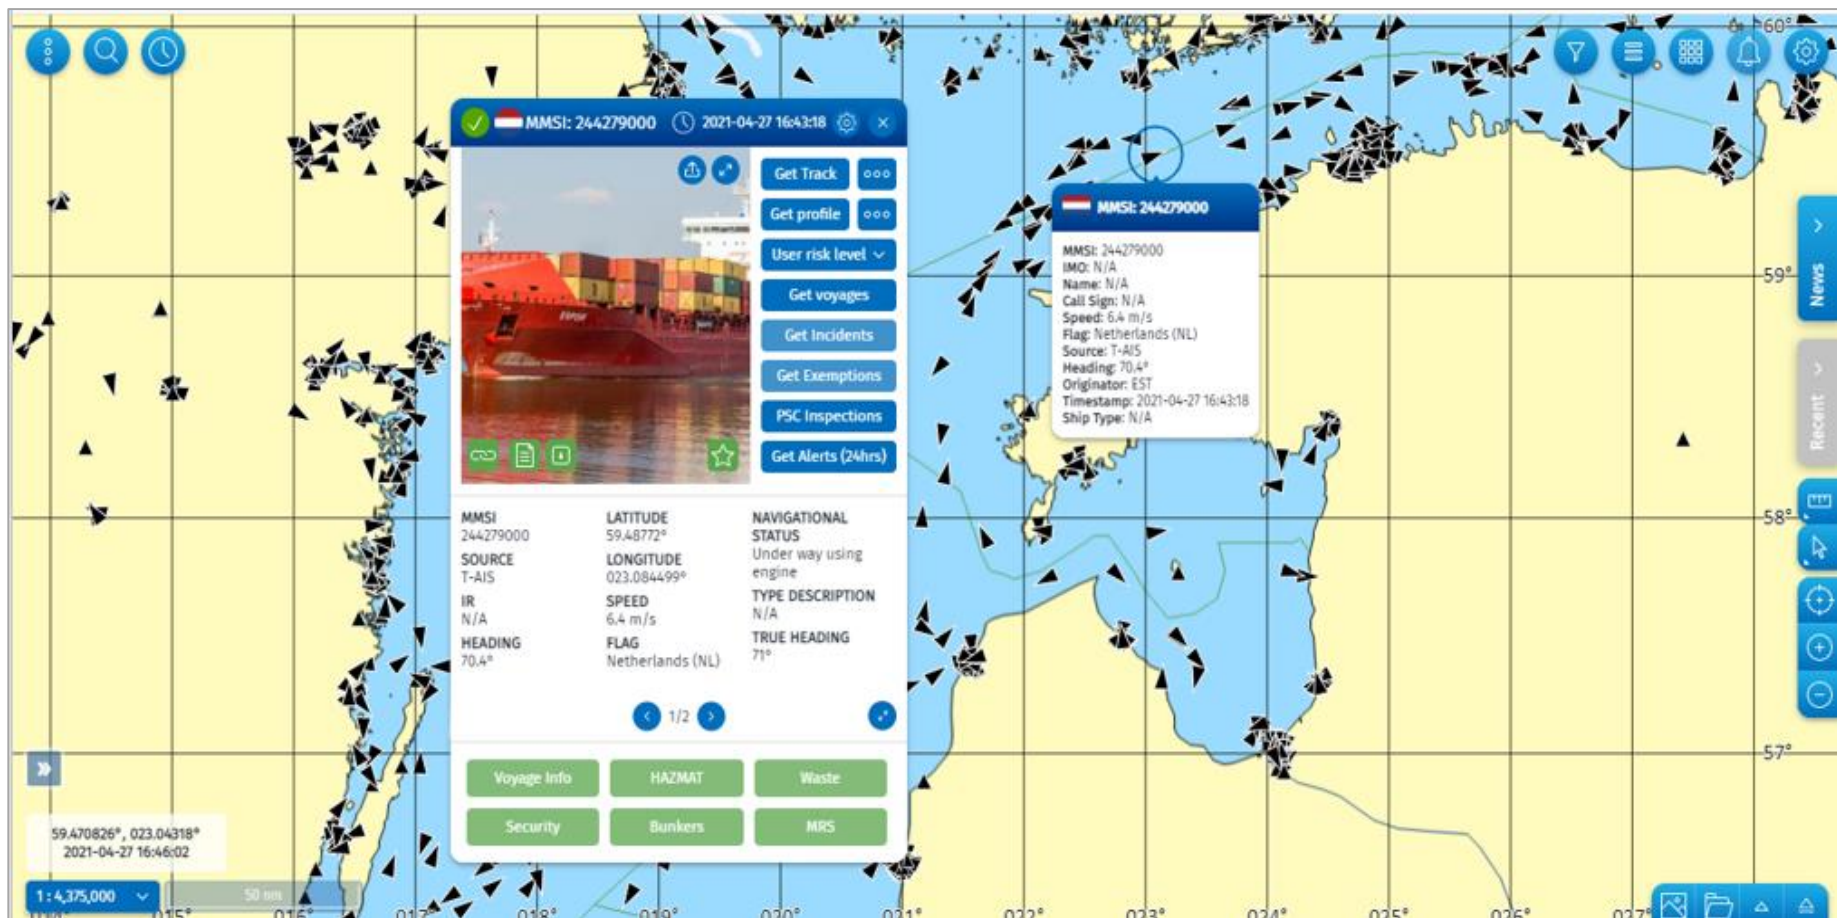 MMSI: 244279000 2021-04-27 16:43:18
Get Track
Get profile
User risk level
Get voyages
Get Incidents
Get Exemptions
PSC Inspections
Get Alerts (24hrs)
MMSI
244279000
SOURCE
T-AIS
IR
N/A
HEADING
70.4°
LATITUDE
59.48772°
LONGITUDE
023.084499°
SPEED
6.4 m/s
FLAG
Netherlands (NL)
NAVIGATIONAL
STATUS
Under way using
engine
TYPE DESCRIPTION
N/A
TRUE HEADING
71°
1/2
Voyage Info
HAZMAT
Waste
Security
Bunkers
MRS
MMSI: 244279000
MMSI: 244279000
IMO: N/A
Name: N/A
Call Sign: N/A
Speed: 6.4 m/s
Flag: Netherlands (NL)
Source: T-AIS
Heading: 70.4°
Originator: EST
Timestamp: 2021-04-27 16:43:18
Ship Type: N/A
60°
59°
58°
57°
News
Recent
59.470826°, 023.04318°
2021-04-27 16:46:02
1 : 4,375,000
50 nm
015° 016° 017° 018° 019° 020° 021° 022° 023° 024° 025° 026° 027°